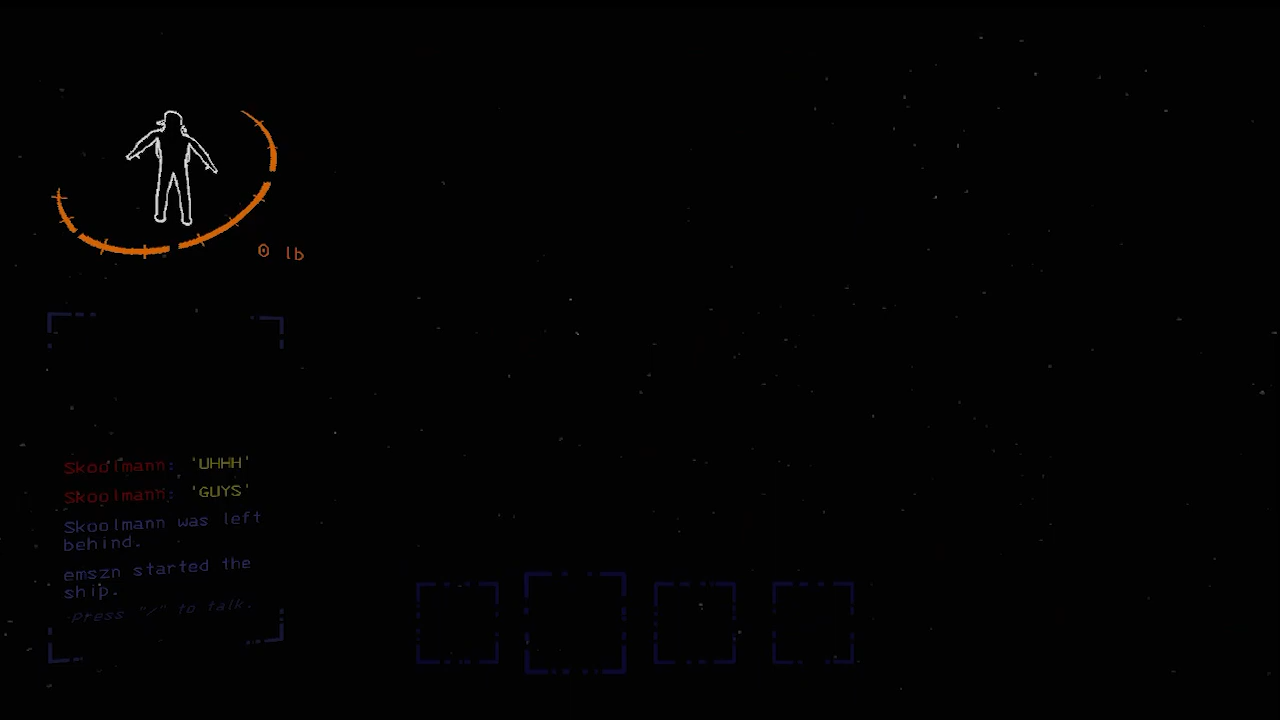 0 lb
Skoolmann: 'UHHH'
Skoolmann: 'GUYS'
Skoolmann was left
behind.
emszn started the
ship.
Press "/" to talk.